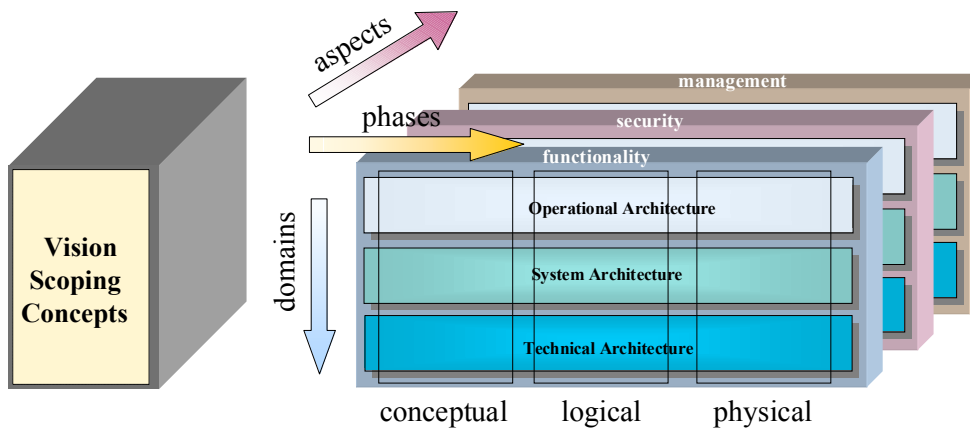 aspects
management
phases
security
functionality
Vision
Scoping
Concepts
domains
Operational Architecture
System Architecture
Technical Architecture
conceptual
logical
physical